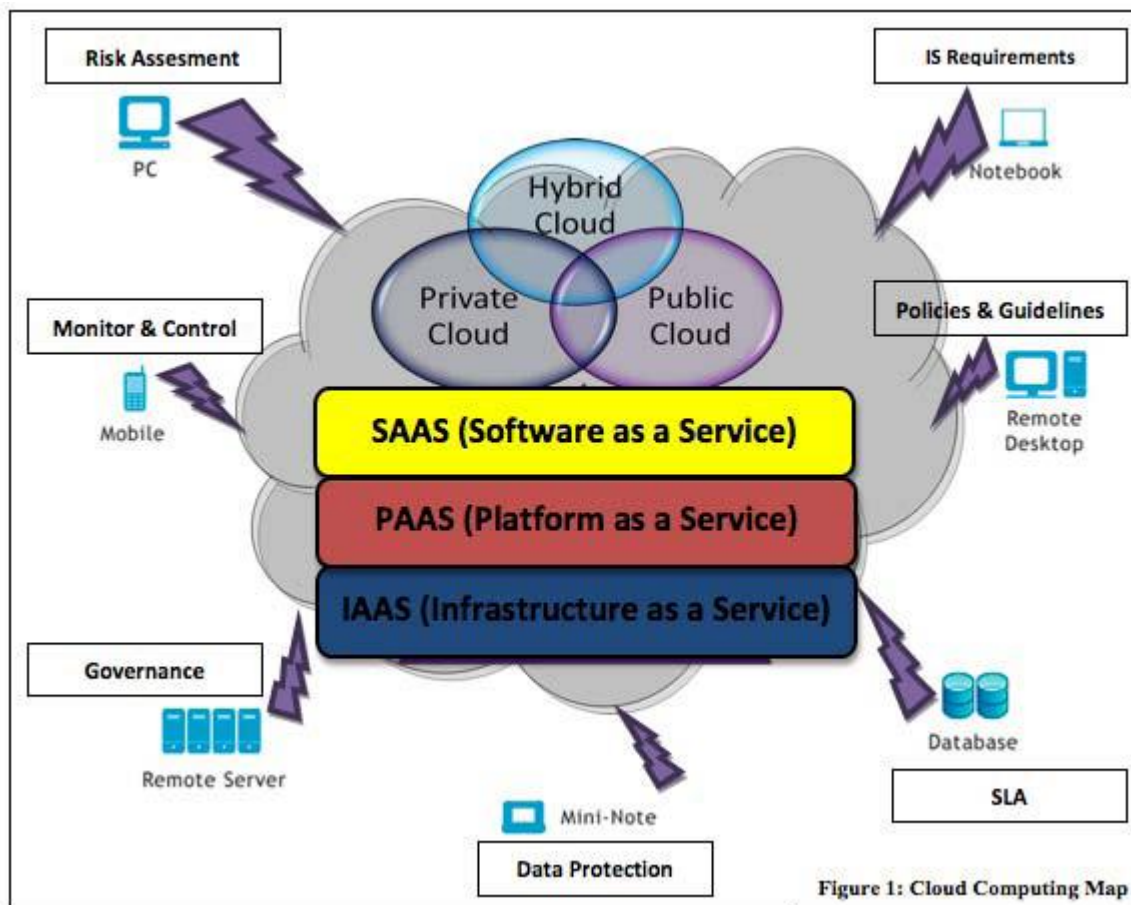 Risk Assesment
PC
IS Requirements
Notebook
Hybrid
Cloud
Private
Cloud
Public
Cloud
Monitor & Control
Mobile
Policies & Guidelines
Remote
Desktop
SAAS (Software as a Service)
PAAS (Platform as a Service)
IAAS (Infrastructure as a Service)
Governance
Remote Server
Database
SLA
Mini-Note
Data Protection
Figure 1: Cloud Computing Map